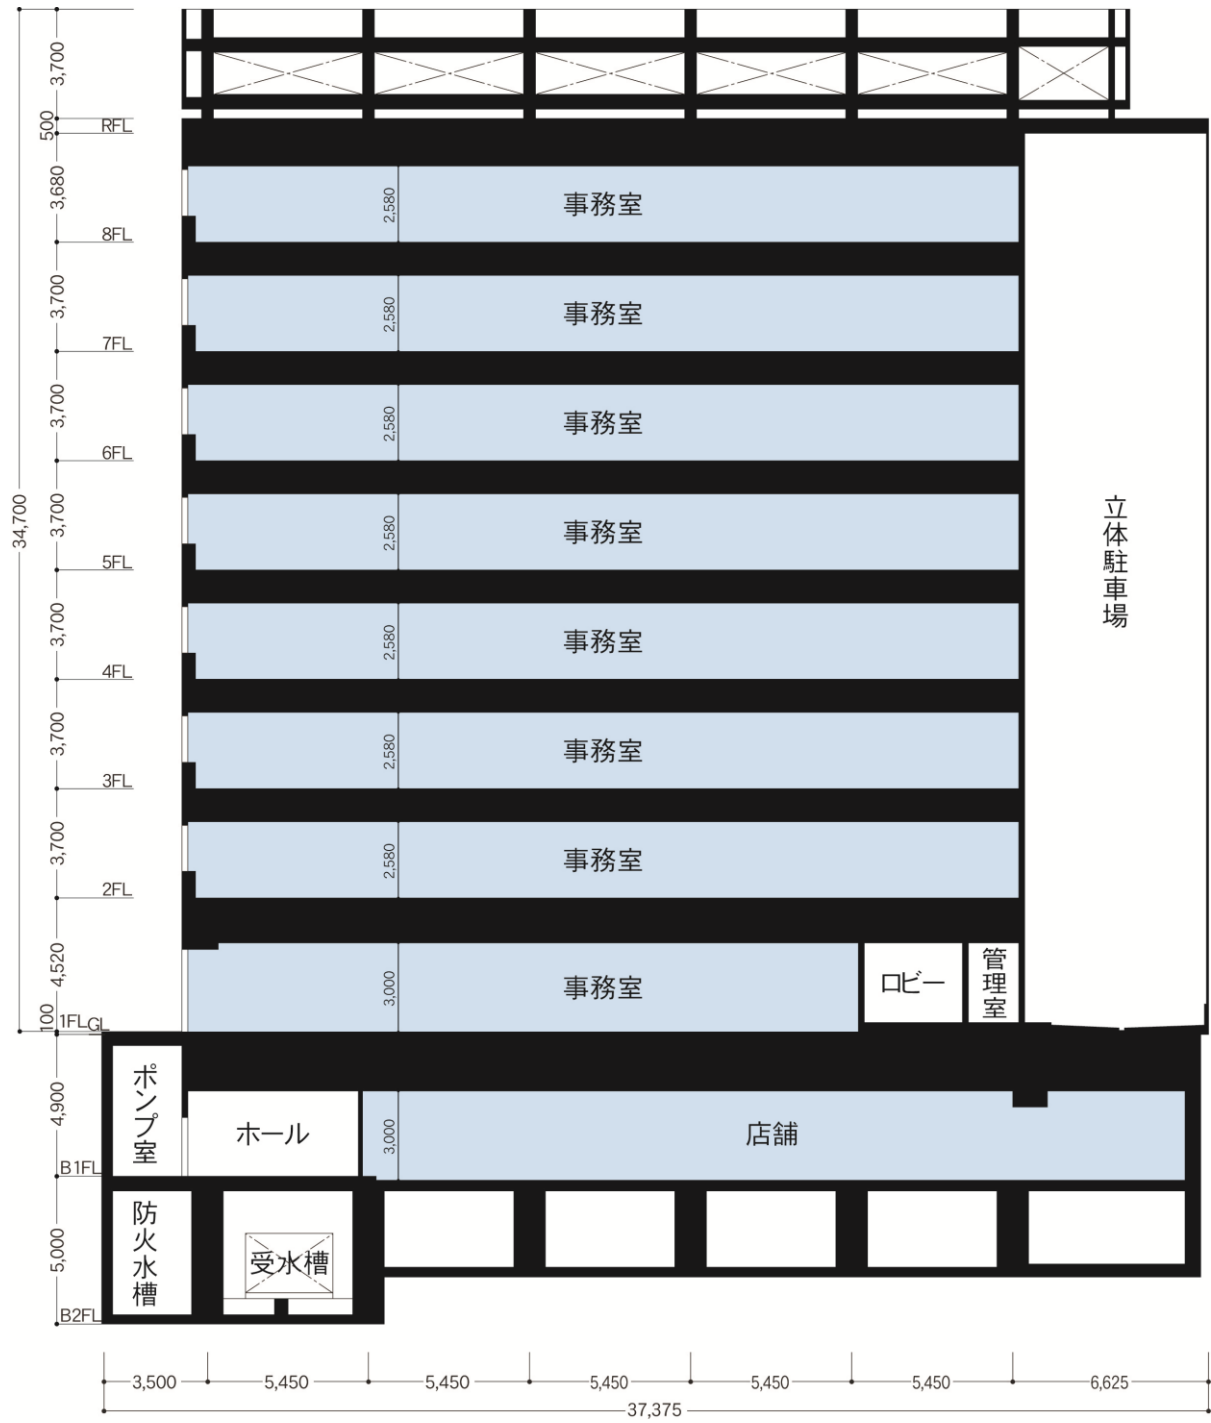 3,700
500
RFL
3,680
2,580
事務室
8FL
3,700
2,580
事務室
7FL
3,700
2,580
事務室
6FL
34,700
3,700
2,580
事務室
立体駐車場
5FL
3,700
2,580
事務室
4FL
3,700
2,580
事務室
3FL
3,700
2,580
事務室
2FL
4,520
3,000
事務室
ロビー
管理室
100
1FL
GL
4,900
ポンプ室
ホール
3,000
店舗
B1FL
5,000
防火水槽
受水槽
B2FL
3,500
5,450
5,450
5,450
5,450
5,450
6,625
37,375